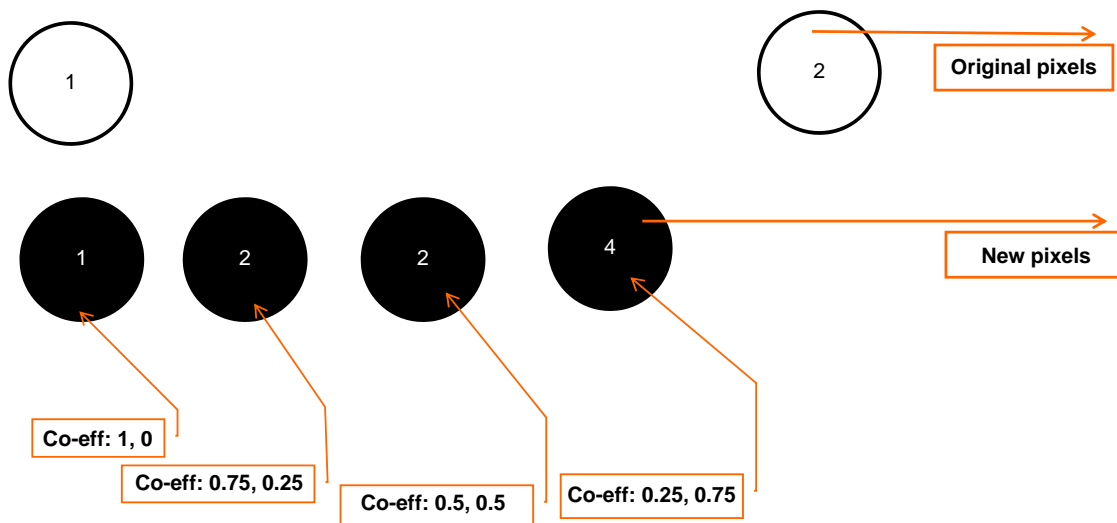 1
2
Original pixels
1
2
2
4
New pixels
Co-eff: 1, 0
Co-eff: 0.75, 0.25
Co-eff: 0.5, 0.5
Co-eff: 0.25, 0.75